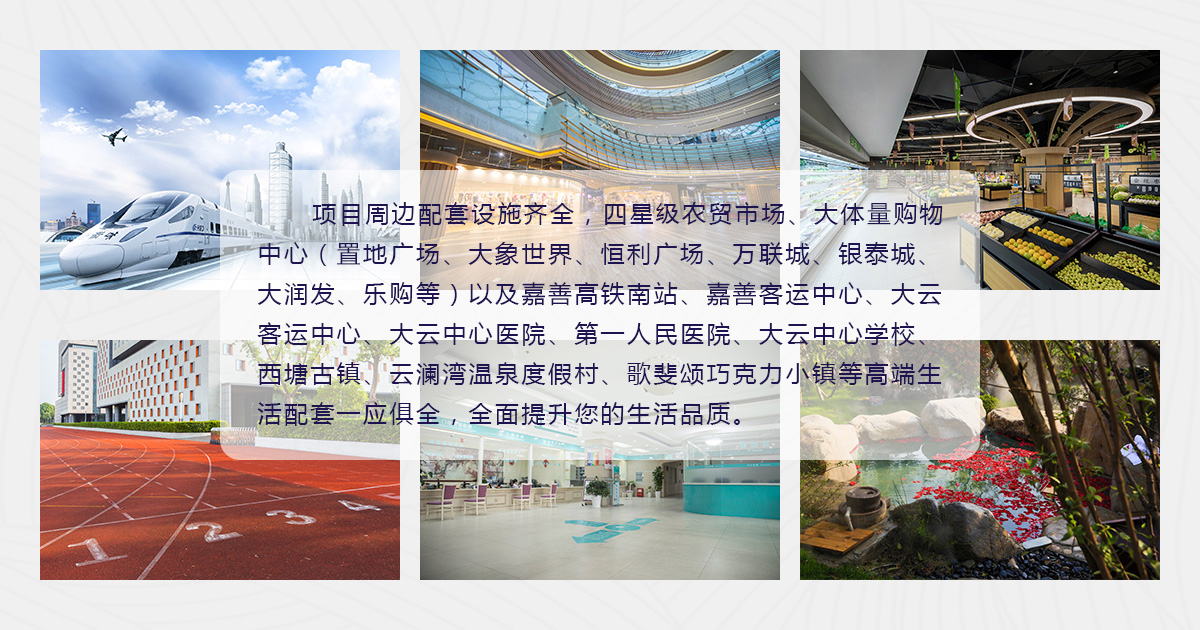 项目周边配套设施齐全，四星级农贸市场、大体量购物
中心（置地广场、大象世界、恒利广场、万联城、银泰城、
大润发、乐购等）以及嘉善高铁南站、嘉善客运中心、大云
客运中心、大云中心医院、第一人民医院、大云中心学校、
西塘古镇、云澜湾温泉度假村、歌斐颂巧克力小镇等高端生
活配套一应俱全，全面提升您的生活品质。
1 2 3 4